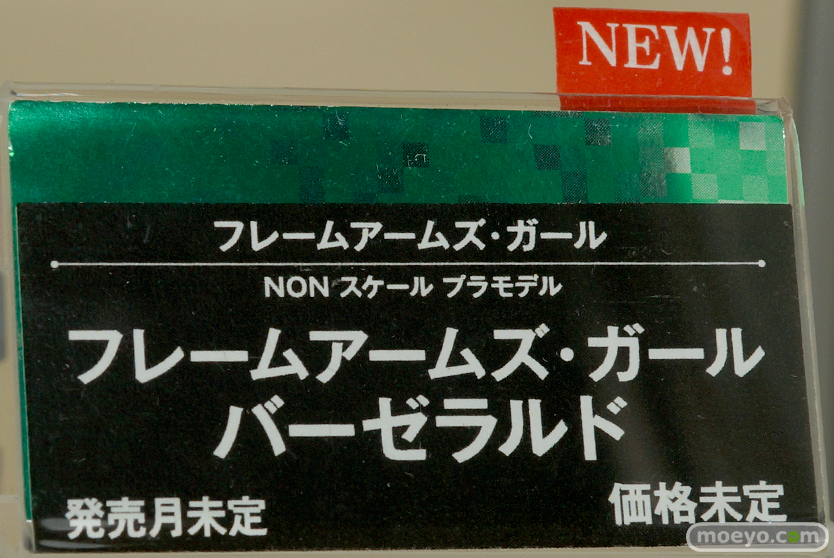 NEW!
フレームアームズ・ガール
NON スケール プラモデル
フレームアームズ・ガール
バーゼラルド
発売月未定
価格未定
moeyo.com